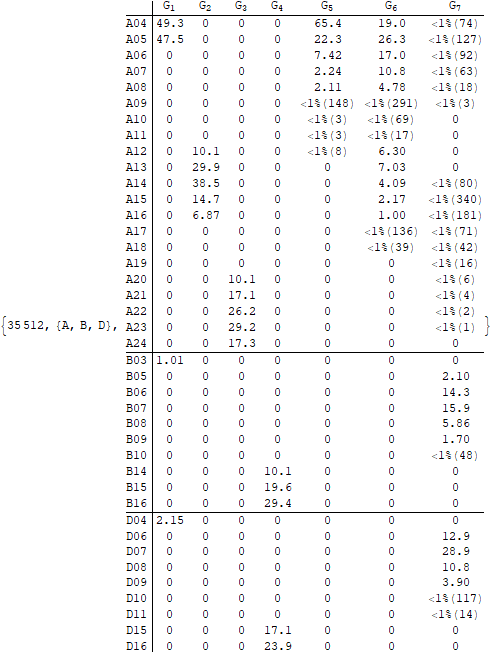 G₁ G₂ G₃ G₄ G₅ G₆ G₇
A04 49.3 0 0 0 65.4 19.0 <1%(74)
A05 47.5 0 0 0 22.3 26.3 <1%(127)
A06 0 0 0 0 7.42 17.0 <1%(92)
A07 0 0 0 0 2.24 10.8 <1%(63)
A08 0 0 0 0 2.11 4.78 <1%(18)
A09 0 0 0 0 <1%(148) <1%(291) <1%(3)
A10 0 0 0 0 <1%(3) <1%(69) 0
A11 0 0 0 0 <1%(3) <1%(17) 0
A12 0 10.1 0 0 <1%(8) 6.30 0
A13 0 29.9 0 0 0 7.03 0
A14 0 38.5 0 0 0 4.09 <1%(80)
A15 0 14.7 0 0 0 2.17 <1%(340)
A16 0 6.87 0 0 0 1.00 <1%(181)
A17 0 0 0 0 0 <1%(136) <1%(71)
A18 0 0 0 0 0 <1%(39) <1%(42)
A19 0 0 0 0 0 0 <1%(16)
A20 0 0 10.1 0 0 0 <1%(6)
A21 0 0 17.1 0 0 0 <1%(4)
A22 0 0 26.2 0 0 0 <1%(2)
{35 512, {A, B, D}, A23 0 0 29.2 0 0 0 <1%(1) }
A24 0 0 17.3 0 0 0 0
B03 1.01 0 0 0 0 0 0
B05 0 0 0 0 0 0 2.10
B06 0 0 0 0 0 0 14.3
B07 0 0 0 0 0 0 15.9
B08 0 0 0 0 0 0 5.86
B09 0 0 0 0 0 0 1.70
B10 0 0 0 0 0 0 <1%(48)
B14 0 0 0 10.1 0 0 0
B15 0 0 0 19.6 0 0 0
B16 0 0 0 29.4 0 0 0
D04 2.15 0 0 0 0 0 0
D06 0 0 0 0 0 0 12.9
D07 0 0 0 0 0 0 28.9
D08 0 0 0 0 0 0 10.8
D09 0 0 0 0 0 0 3.90
D10 0 0 0 0 0 0 <1%(117)
D11 0 0 0 0 0 0 <1%(14)
D15 0 0 0 17.1 0 0 0
D16 0 0 0 23.9 0 0 0